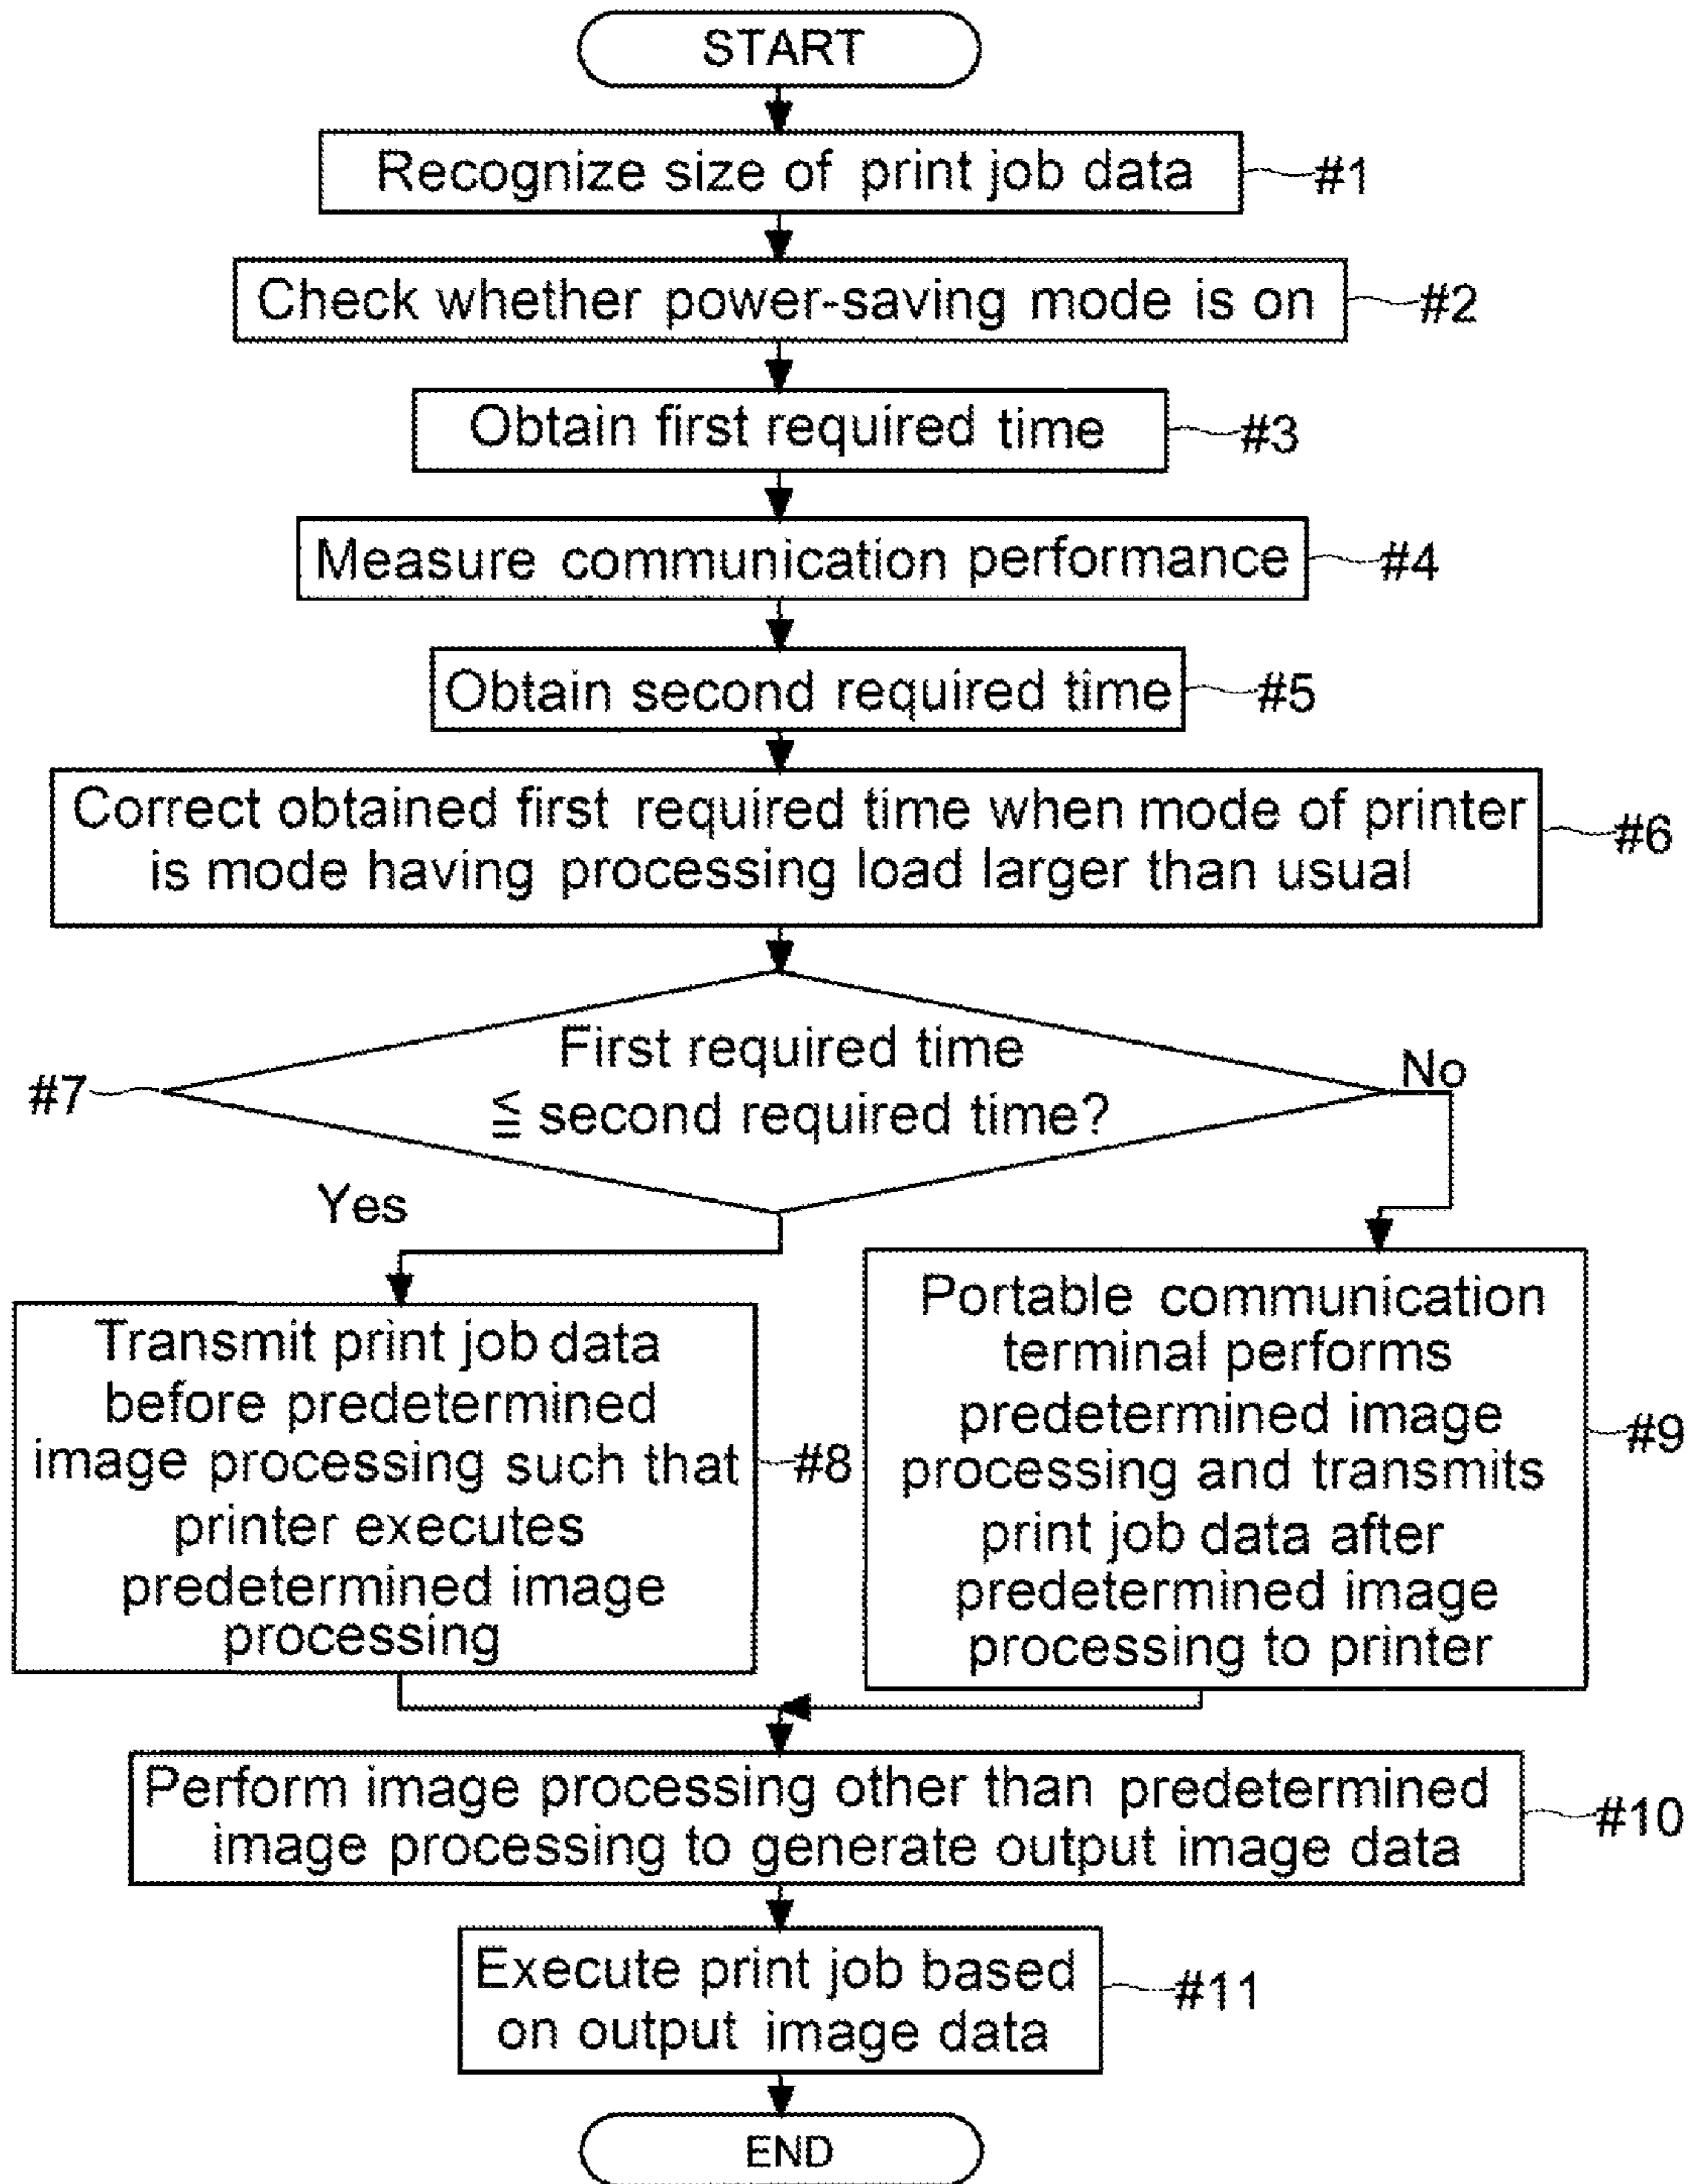 START
Recognize size of print job data
#1
Check whether power-saving mode is on
#2
Obtain first required time
#3
Measure communication performance
#4
Obtain second required time
#5
Correct obtained first required time when mode of printer
is mode having processing load larger than usual
#6
First required time
≦ second required time?
#7
No
Yes
Transmit print job data
before predetermined
image processing such that
printer executes
predetermined image
processing
#8
Portable communication
terminal performs
predetermined image
processing and transmits
print job data after
predetermined image
processing to printer
#9
Perform image processing other than predetermined
image processing to generate output image data
#10
Execute print job based
on output image data
#11
END